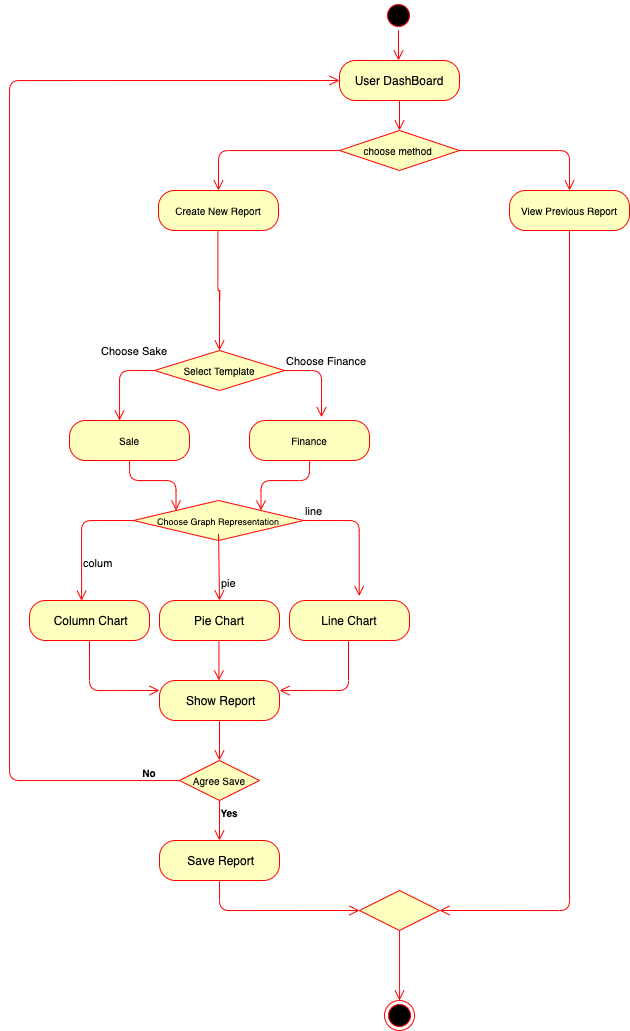 User DashBoard
choose method
Create New Report
View Previous Report
Choose Sake
Choose Finance
Select Template
Sale
Finance
Choose Graph Representation
line
colum
pie
Column Chart
Pie Chart
Line Chart
Show Report
No
Agree Save
Yes
Save Report